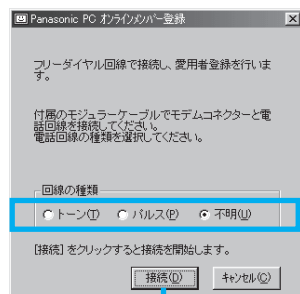 Panasonic PC オンラインメンバー登録
フリーダイヤル回線で接続し、愛用者登録を行いま
す。
付属のモジュラーケーブルでモデムコネクターと電
話回線を接続してください。
電話回線の種類を選択してください。
回線の種類
トーン(T) パルス(P) 不明(U)
[接続] をクリックすると接続を開始します。
接続(D) キャンセル(C)